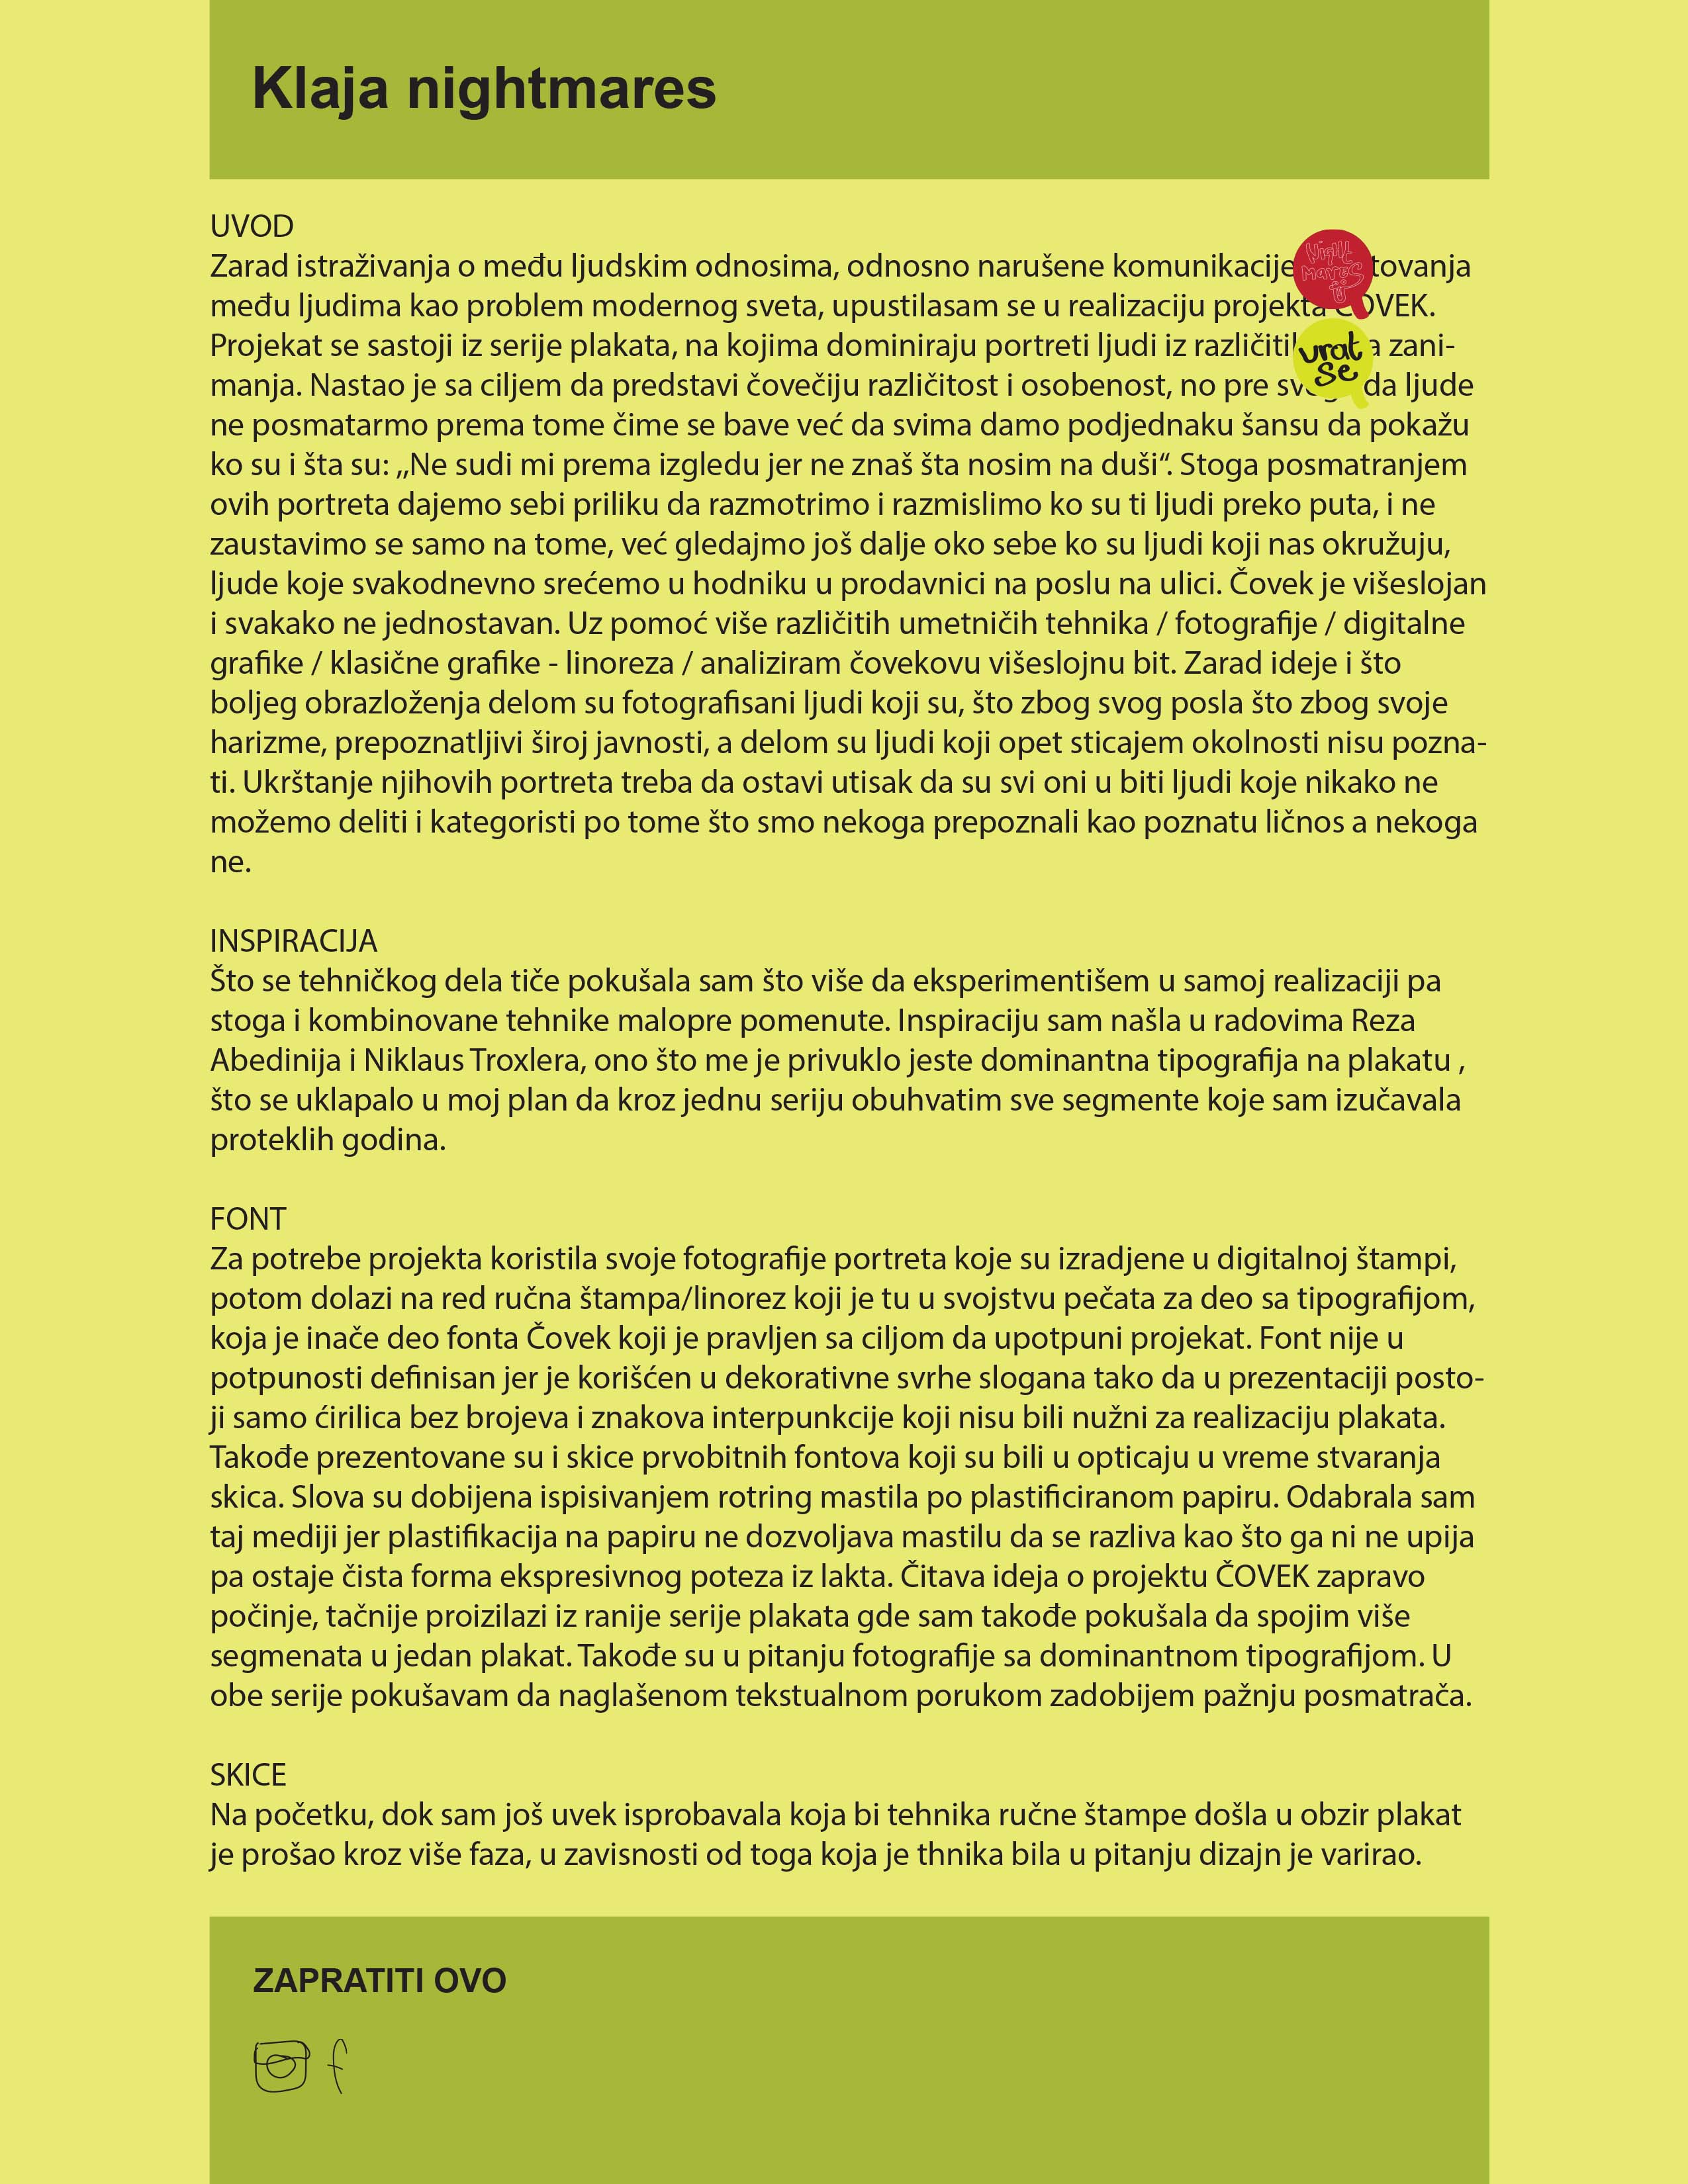 Klaja nightmares
UVOD
Zarad istraživanja o među ljudskim odnosima, odnosno narušene komunikacije
među ljudima kao problem modernog sveta, upustilasam se u realizaciju projekta ČOVEK.
Projekat se sastoji iz serije plakata, na kojima dominiraju portreti ljudi iz zani-
manja. Nastao je sa ciljem da predstavi čovečiju različitost i osobenost, no pre da ljude
ne posmatarmo prema tome čime se bave već da svima damo podjednaku šansu da pokažu
ko su i šta su: ,,Ne sudi mi prema izgledu jer ne znaš šta nosim na duši“. Stoga posmatranjem
ovih portreta dajemo sebi priliku da razmotrimo i razmislimo ko su ti ljudi preko puta, i ne
zaustavimo se samo na tome, već gledajmo još dalje oko sebe ko su ljudi koji nas okružuju,
ljude koje svakodnevno srećemo u hodniku u prodavnici na poslu na ulici. Čovek je višeslojan
i svakako ne jednostavan. Uz pomoć više različitih umetničih tehnika / fotografije / digitalne
grafike / klasične grafike - linoreza / analiziram čovekovu višeslojnu bit. Zarad ideje i što
boljeg obrazloženja delom su fotografisani ljudi koji su, što zbog svog posla što zbog svoje
harizme, prepoznatljivi široj javnosti, a delom su ljudi koji opet sticajem okolnosti nisu pozna-
ti. Ukrštanje njihovih portreta treba da ostavi utisak da su svi oni u biti ljudi koje nikako ne
možemo deliti i kategoristi po tome što smo nekoga prepoznali kao poznatu ličnos a nekoga
ne.
Night
mares
vrat
se
INSPIRACIJA
Što se tehničkog dela tiče pokušala sam što više da eksperimentišem u samoj realizaciji pa
stoga i kombinovane tehnike malopre pomenute. Inspiraciju sam našla u radovima Reza
Abedinija i Niklaus Troxlera, ono što me je privuklo jeste dominantna tipografija na plakatu ,
što se uklapalo u moj plan da kroz jednu seriju obuhvatim sve segmente koje sam izučavala
proteklih godina.
FONT
Za potrebe projekta koristila svoje fotografije portreta koje su izradjene u digitalnoj štampi,
potom dolazi na red ručna štampa/linorez koji je tu u svojstvu pečata za deo sa tipografijom,
koja je inače deo fonta Čovek koji je pravljen sa ciljom da upotpuni projekat. Font nije u
potpunosti definisan jer je korišćen u dekorativne svrhe slogana tako da u prezentaciji posto-
ji samo ćirilica bez brojeva i znakova interpunkcije koji nisu bili nužni za realizaciju plakata.
Takođe prezentovane su i skice prvobitnih fontova koji su bili u opticaju u vreme stvaranja
skica. Slova su dobijena ispisivanjem rotring mastila po plastificiranom papiru. Odabrala sam
taj mediji jer plastifikacija na papiru ne dozvoljava mastilu da se razliva kao što ga ni ne upija
pa ostaje čista forma ekspresivnog poteza iz lakta. Čitava ideja o projektu ČOVEK zapravo
počinje, tačnije proizilazi iz ranije serije plakata gde sam takođe pokušala da spojim više
segmenata u jedan plakat. Takođe su u pitanju fotografije sa dominantnom tipografijom. U
obe serije pokušavam da naglašenom tekstualnom porukom zadobijem pažnju posmatrača.
SKICE
Na početku, dok sam još uvek isprobavala koja bi tehnika ručne štampe došla u obzir plakat
je prošao kroz više faza, u zavisnosti od toga koja je thnika bila u pitanju dizajn je varirao.
ZAPRATITI OVO
f